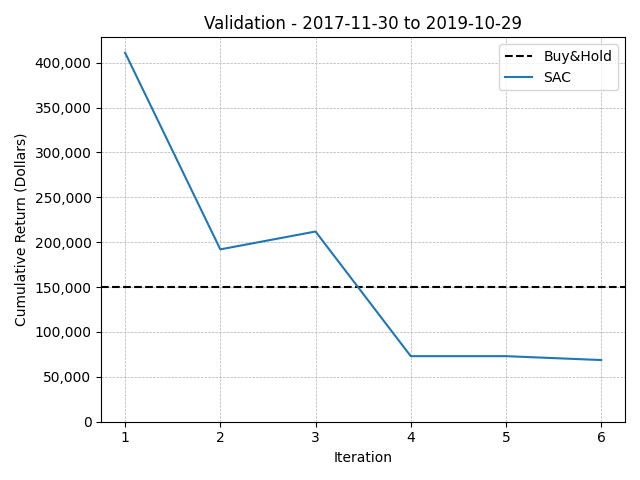 Validation - 2017-11-30 to 2019-10-29
Buy&Hold
SAC
Cumulative Return (Dollars)
400,000
350,000
300,000
250,000
200,000
150,000
100,000
50,000
0
1 2 3 4 5 6
Iteration